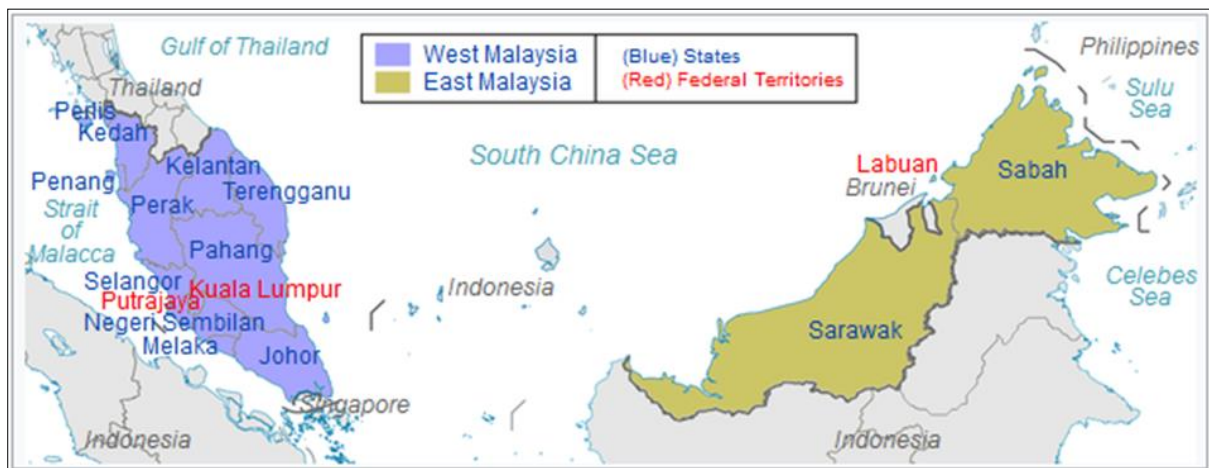 Gulf of Thailand
West Malaysia
East Malaysia
(Blue) States
(Red) Federal Territories
Philippines
Sulu
Sea
Thailand
Perlis
Kedah
Kelantan
Penang
Terengganu
Perak
Strait
of
Malacca
Pahang
South China Sea
Labuan
Brunei
Sabah
Selangor
Kuala Lumpur
Putrajaya
Indonesia
Celebes
Sea
Negeri Sembilan
Melaka
Johor
Sarawak
Singapore
Indonesia
Indonesia